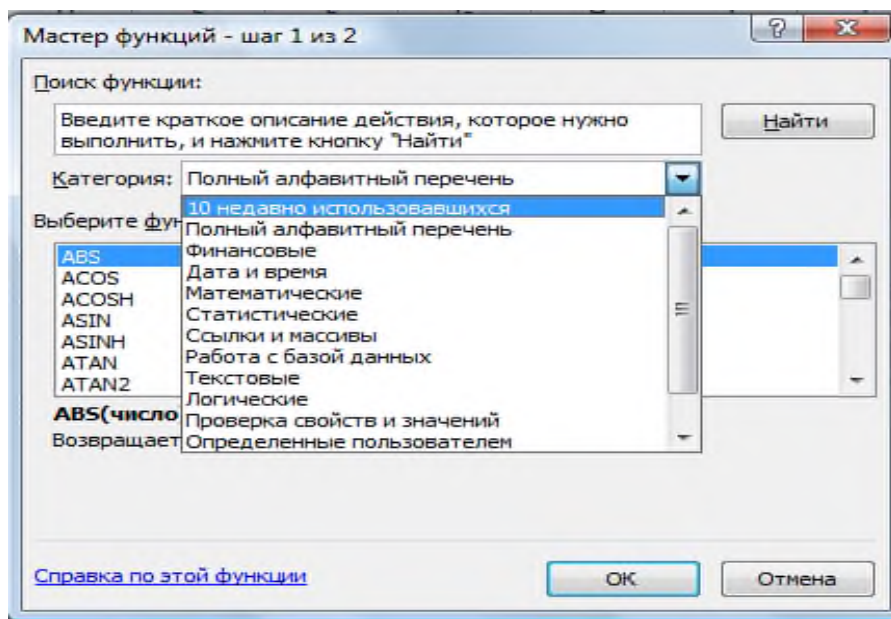 Мастер функций - шаг 1 из 2
Поиск функции:
Введите краткое описание действия, которое нужно
выполнить, и нажмите кнопку "Найти"
Найти
Категория: Полный алфавитный перечень
10 недавно использовавшихся
Полный алфавитный перечень
Финансовые
Дата и время
Математические
Статистические
Ссылки и массивы
Работа с базой данных
Текстовые
Логические
Проверка свойств и значений
Определенные пользователем
Выберите фун
ABS
ACOS
ACOSH
ASIN
ASINH
ATAN
ATAN2
ABS(число
Возвращает
Справка по этой функции
ОК
Отмена